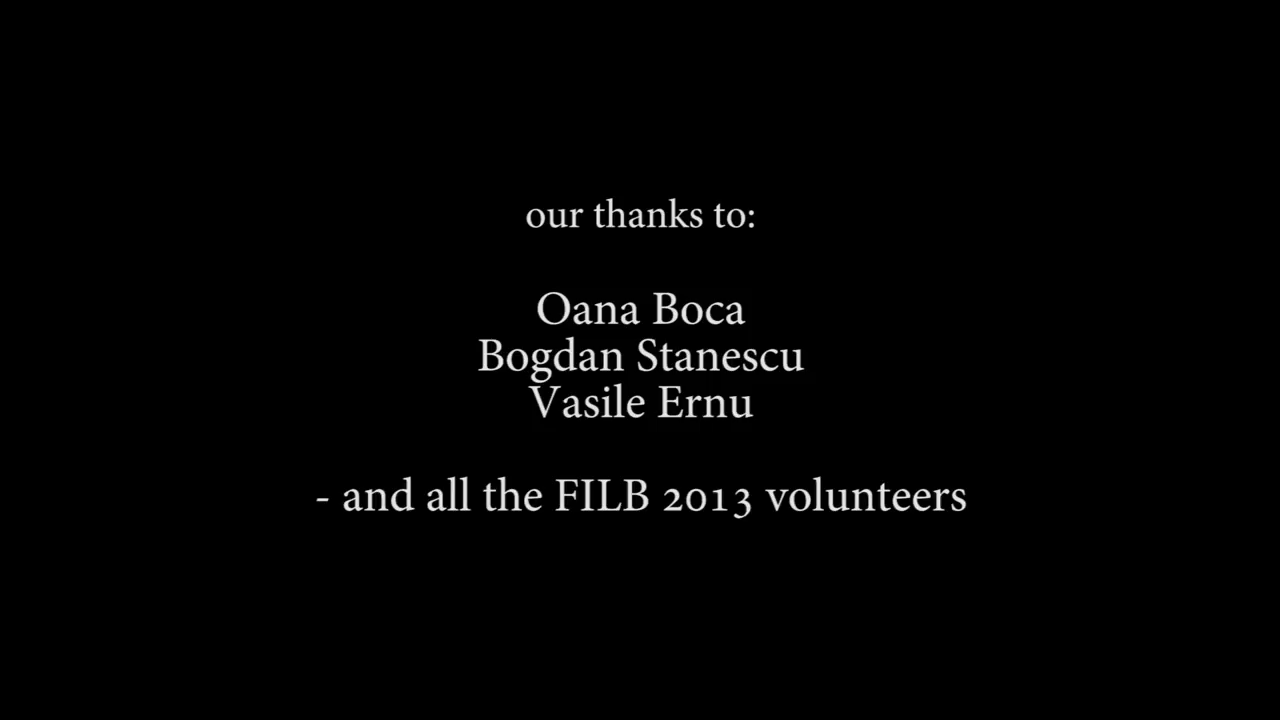 our thanks to:
Oana Boca
Bogdan Stanescu
Vasile Ernu
- and all the FILB 2013 volunteers